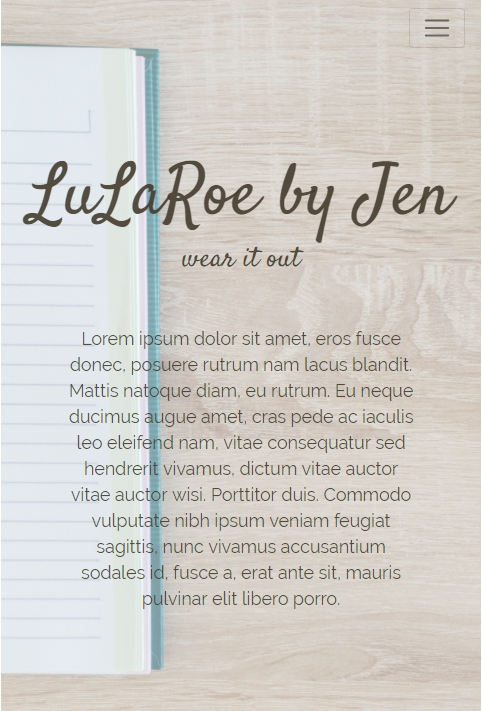 LuLaRoe by Jen
wear it out
Lorem ipsum dolor sit amet, eros fusce
donec, posuere rutrum nam lacus blandit.
Mattis natoque diam, eu rutrum. Eu neque
ducimus augue amet, cras pede ac iaculis
leo eleifend nam, vitae consequatur sed
hendrerit vivamus, dictum vitae auctor
vitae auctor wisi. Porttitor duis. Commodo
vulputate nibh ipsum veniam feugiat
sagittis, nunc vivamus accusantium
sodales id, fusce a, erat ante sit, mauris
pulvinar elit libero porro.